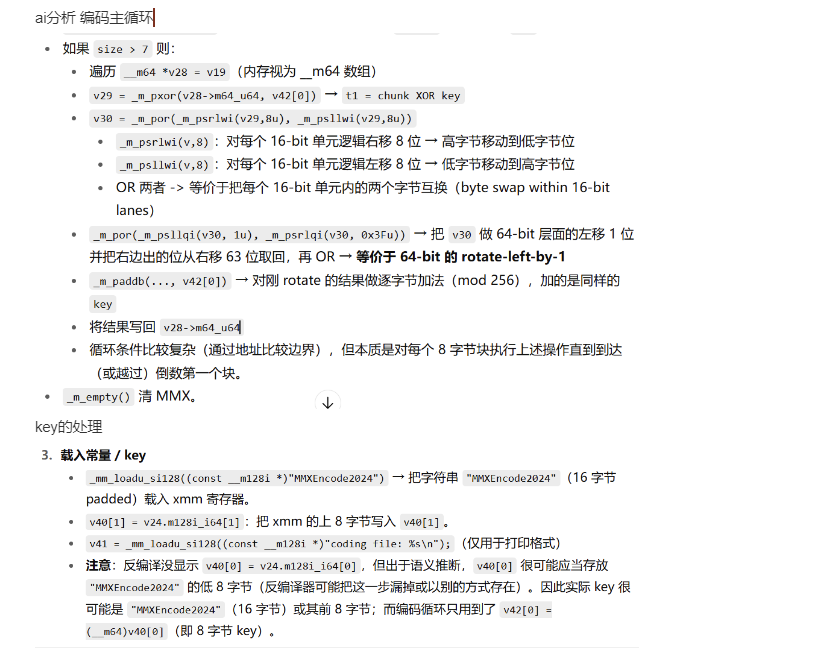 ai分析 编码主循环
如果 size > 7 则：
遍历 __m64 *v28 = v19 （内存视为 __m64 数组）
v29 = _m_pxor(v28->m64_u64, v42[0]) → t1 = chunk XOR key
v30 = _m_por(_m_psrlwi(v29,8u), _m_psllwi(v29,8u))
_m_psrlwi(v,8) ：对每个 16-bit 单元逻辑右移 8 位 → 高字节移动到低字节位
_m_psllwi(v,8) ：对每个 16-bit 单元逻辑左移 8 位 → 低字节移动到高字节位
OR 两者 -> 等价于把每个 16-bit 单元内的两个字节互换（byte swap within 16-bit
lanes）
_m_por(_m_psllqi(v30, 1u), _m_psrlqi(v30, 0x3Fu)) → 把 v30 做 64-bit 层面的左移 1 位
并把右边出的位从右移 63 位取回，再 OR → 等价于 64-bit 的 rotate-left-by-1
_m_paddb(..., v42[0]) → 对刚 rotate 的结果做逐字节加法（mod 256），加的是同样的
key
将结果写回 v28->m64_u64
循环条件比较复杂（通过地址比较边界），但本质是对每个 8 字节块执行上述操作直到到达
（或越过）倒数第一个块。
_m_empty() 清 MMX。
key的处理
3. 载入常量 / key
_mm_loadu_si128((const __m128i *)"MMXEncode2024") → 把字符串 "MMXEncode2024" （16 字节
padded）载入 xmm 寄存器。
v40[1] = v24.m128i_i64[1] ：把 xmm 的上 8 字节写入 v40[1] 。
v41 = _mm_loadu_si128((const __m128i *)"coding file: %s\n"); （仅用于打印格式）
注意：反编译没显示 v40[0] = v24.m128i_i64[0] ，但出于语义推断， v40[0] 很可能应当存放
"MMXEncode2024" 的低 8 字节（反编译器可能把这一步漏掉或以别的方式存在）。因此实际 key 很
可能是 "MMXEncode2024" （16 字节）或其前 8 字节；而编码循环只用到了 v42[0] =
(__m64)v40[0] （即 8 字节 key）。